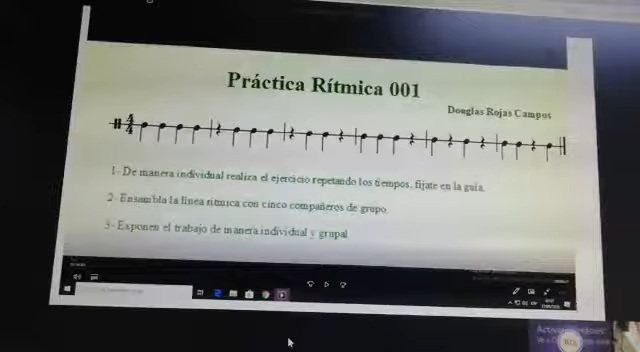 Práctica Rítmica 001
Douglas Rojas Campos
4
4
1- De manera individual realiza el ejercicio repetando los tiempos, fijate en la guía.
2- Ensambla la línea rítmica con cinco compañeros de grupo
3- Exponen el trabajo de manera individual y grupal